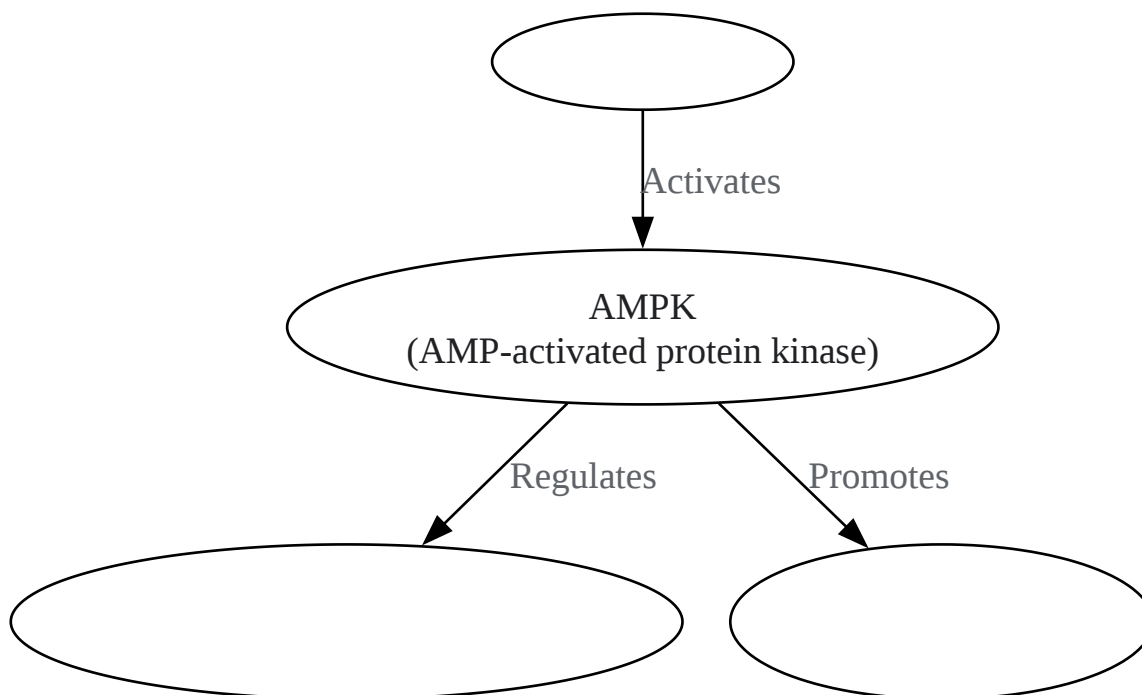 Activates
AMPK
(AMP-activated protein kinase)
Regulates
Promotes